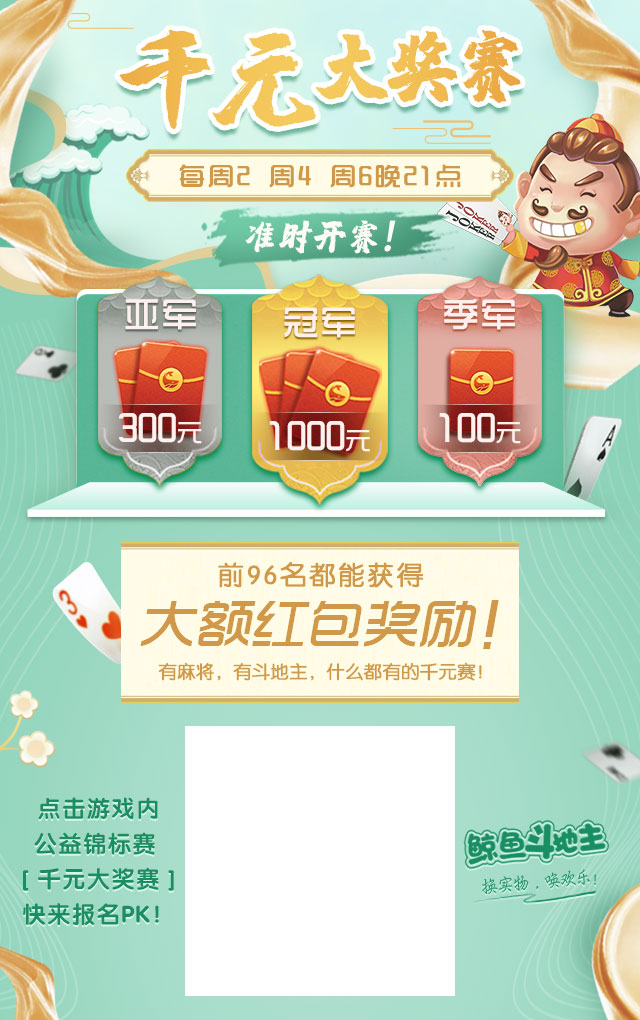 千元大奖赛
每周2 周4 周6晚21点
准时开赛！
JOKER
JOKER
亚军
冠军
季军
300元
1000元
100元
A
前96名都能获得
大额红包奖励！
3
有麻将，有斗地主，什么都有的千元赛！
点击游戏内
公益锦标赛
[ 千元大奖赛 ]
快来报名PK！
鲸鱼斗地主
换实物，唤欢乐！